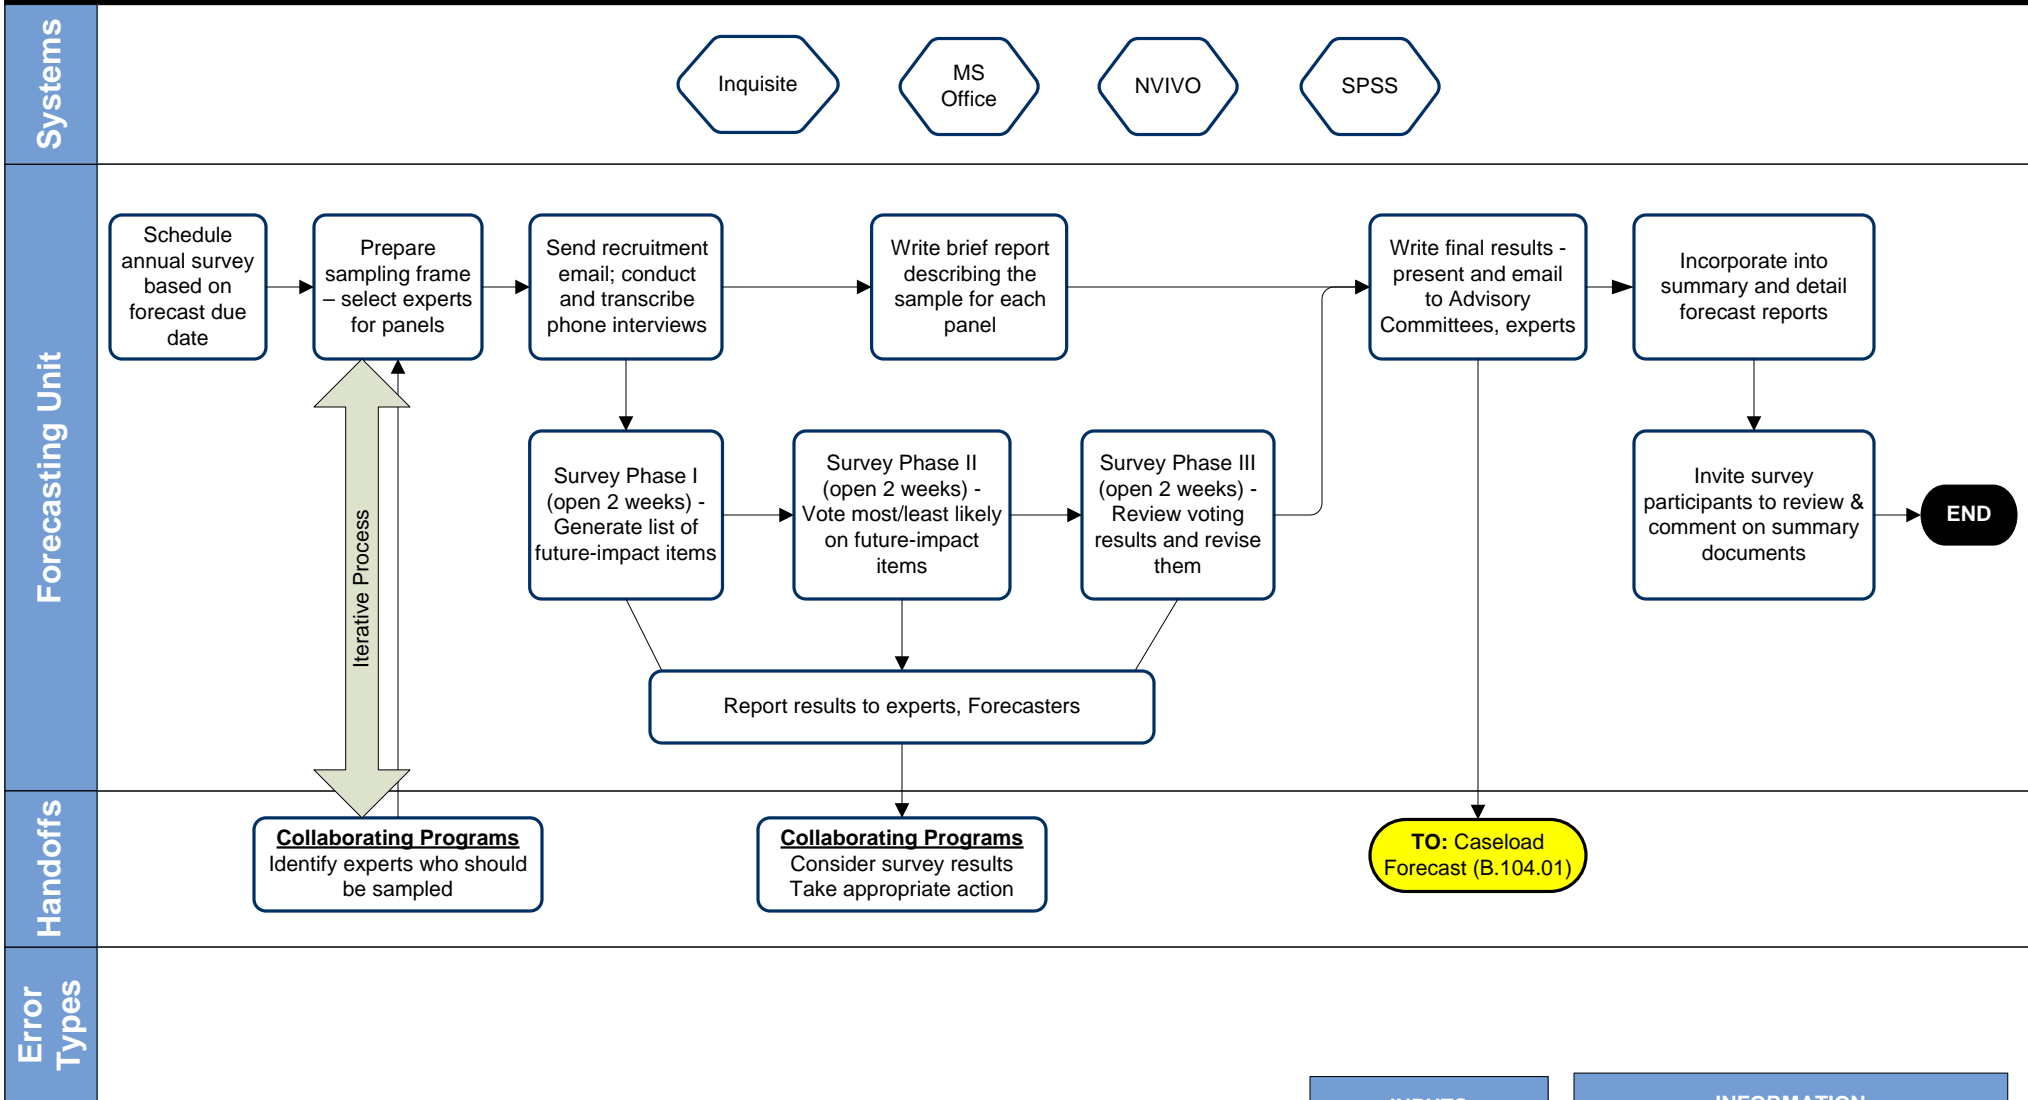 Systems
Inquisite
MS
Office
NVIVO
SPSS
Forecasting Unit
Schedule
annual survey
based on
forecast due
date
Prepare
sampling frame
– select experts
for panels
Send recruitment
email; conduct
and transcribe
phone interviews
Write brief report
describing the
sample for each
panel
Write final results -
present and email
to Advisory
Committees, experts
Incorporate into
summary and detail
forecast reports
Survey Phase I
(open 2 weeks) -
Generate list of
future-impact items
Survey Phase II
(open 2 weeks) -
Vote most/least likely
on future-impact
items
Survey Phase III
(open 2 weeks) -
Review voting
results and revise
them
Invite survey
participants to review &
comment on summary
documents
END
Iterative Process
Report results to experts, Forecasters
Handoffs
Collaborating Programs
Identify experts who should
be sampled
Collaborating Programs
Consider survey results
Take appropriate action
TO: Caseload
Forecast (B.104.01)
Error
Types
INFORMATION